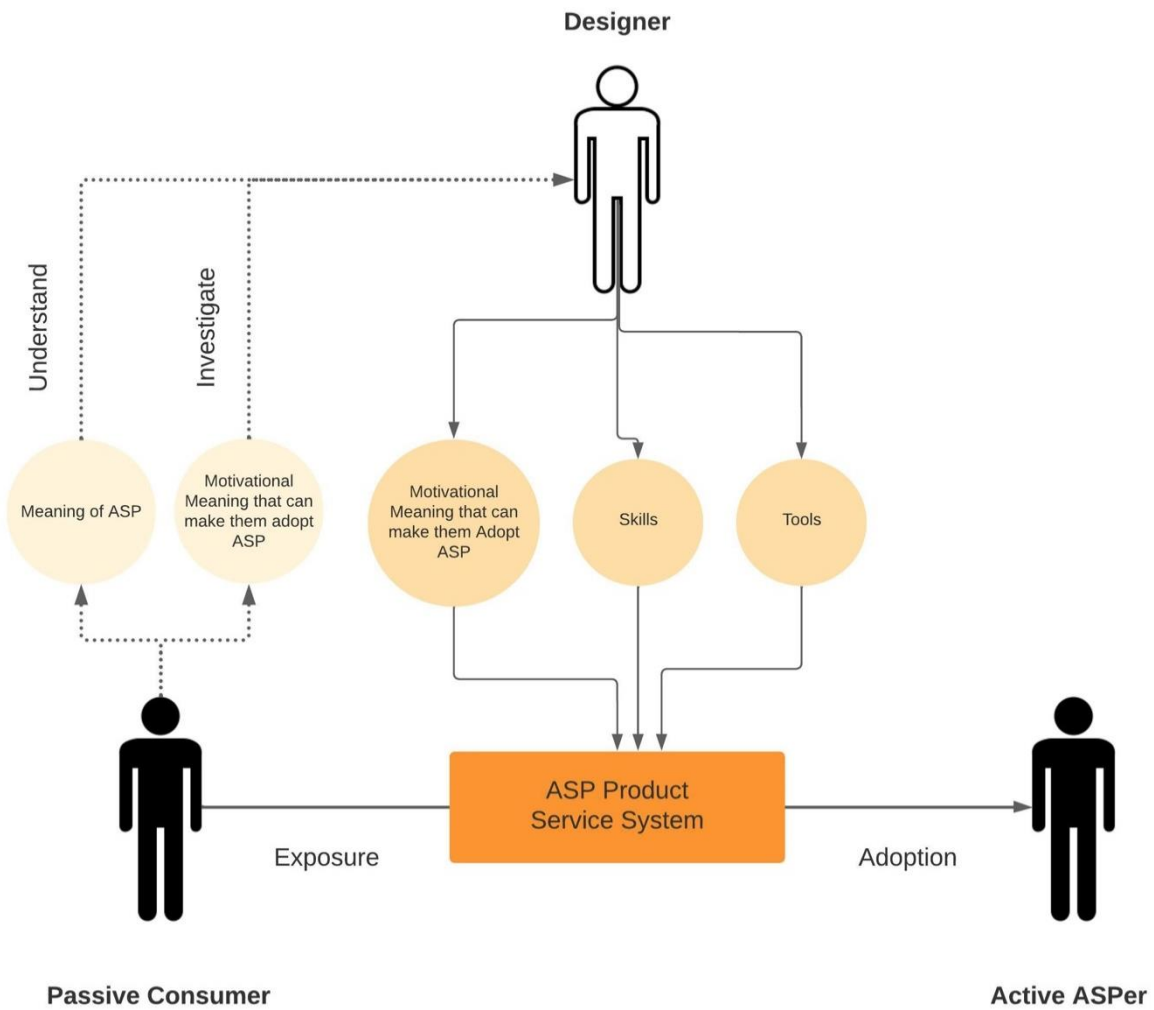 Designer
Understand
Investigate
Meaning of ASP
Motivational
Meaning that can
make them adopt
ASP
Motivational
Meaning that can
make them Adopt
ASP
Skills
Tools
ASP Product
Service System
Exposure
Adoption
Passive Consumer
Active ASPer